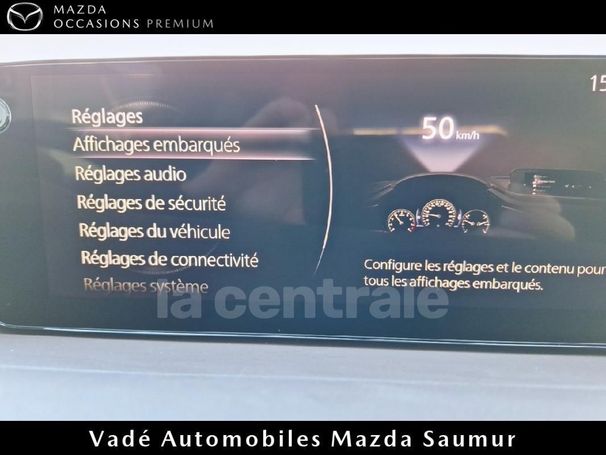 mazda
MAZDA
OCCASIONS PREMIUM
15
Réglages
Affichages embarqués
Réglages audio
Réglages de sécurité
Réglages du véhicule
Réglages de connectivité
Réglages système
50 km/h
Configure les réglages et le contenu pour
tous les affichages embarqués.
la centrale
Vadé Automobiles Mazda Saumur